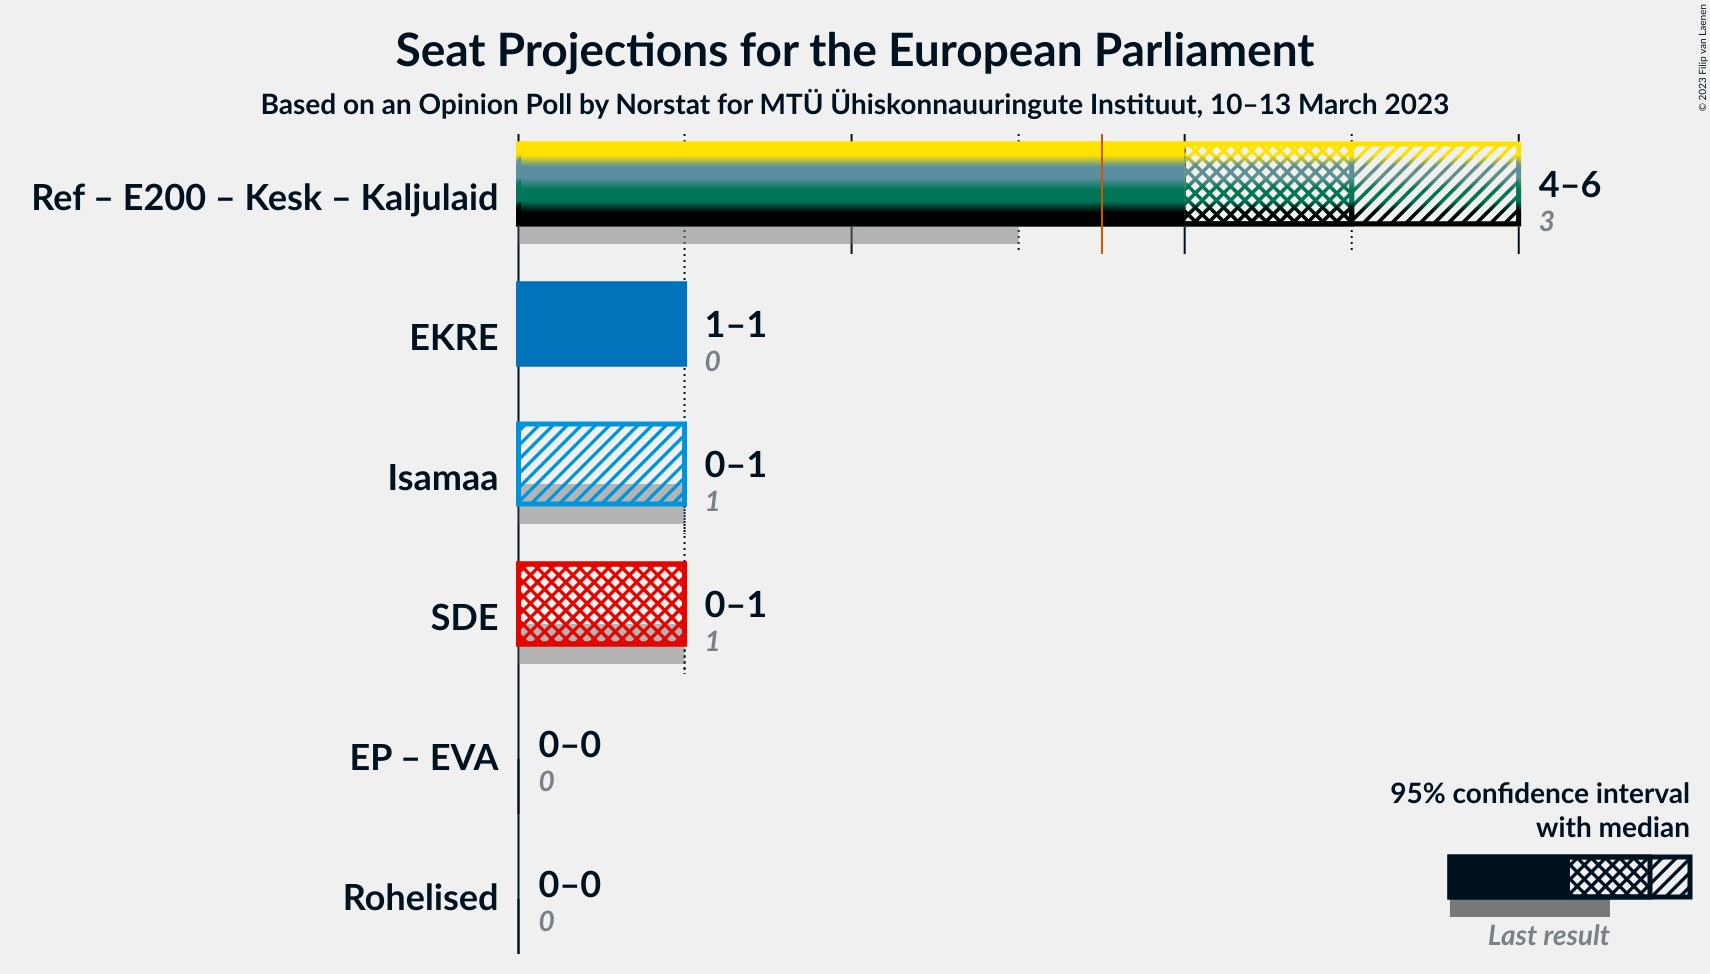 Seat Projections for the European Parliament
Based on an Opinion Poll by Norstat for MTÜ Ühiskonnauuringute Instituut, 10–13 March 2023
© 2023 Filip van Laenen
Ref – E200 – Kesk – Kaljulaid
4–6
3
EKRE
1–1
0
Isamaa
0–1
1
SDE
0–1
1
EP – EVA
0–0
0
Rohelised
0–0
0
95% confidence interval
with median
Last result